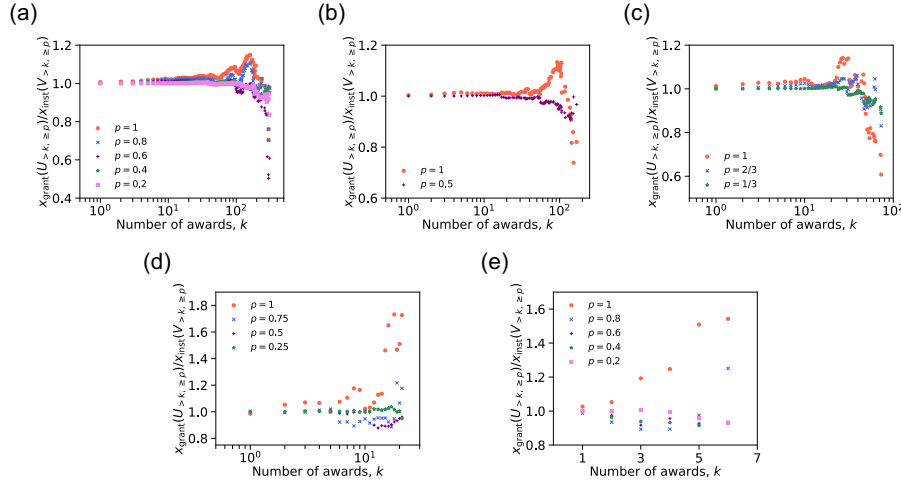 (a)
x_grant(U_{>k, ≥p})/x_inst(V_{>k, ≥p})
1.2
1.0
0.8
0.6
0.4
p = 1
p = 0.8
p = 0.6
p = 0.4
p = 0.2
10^0 10^1 10^2
Number of awards, k
(b)
x_grant(U_{>k, ≥p})/x_inst(V_{>k, ≥p})
1.2
1.0
0.8
0.6
p = 1
p = 0.5
10^0 10^1 10^2
Number of awards, k
(c)
x_grant(U_{>k, ≥p})/x_inst(V_{>k, ≥p})
1.2
1.0
0.8
0.6
p = 1
p = 2/3
p = 1/3
10^0 10^1 10^2
Number of awards, k
(d)
x_grant(U_{>k, ≥p})/x_inst(V_{>k, ≥p})
1.8
1.6
1.4
1.2
1.0
0.8
p = 1
p = 0.75
p = 0.5
p = 0.25
10^0 10^1
Number of awards, k
(e)
x_grant(U_{>k, ≥p})/x_inst(V_{>k, ≥p})
1.6
1.4
1.2
1.0
0.8
p = 1
p = 0.8
p = 0.6
p = 0.4
p = 0.2
1 3 5 7
Number of awards, k